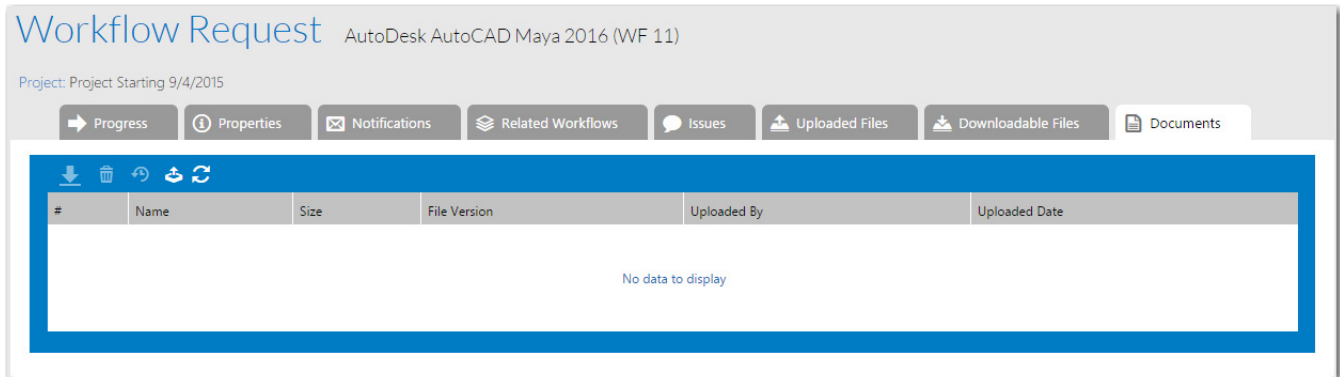 Workflow Request AutoDesk AutoCAD Maya 2016 (WF 11)
Project: Project Starting 9/4/2015
Progress Properties Notifications Related Workflows Issues Uploaded Files Downloadable Files Documents
# Name Size File Version Uploaded By Uploaded Date
No data to display